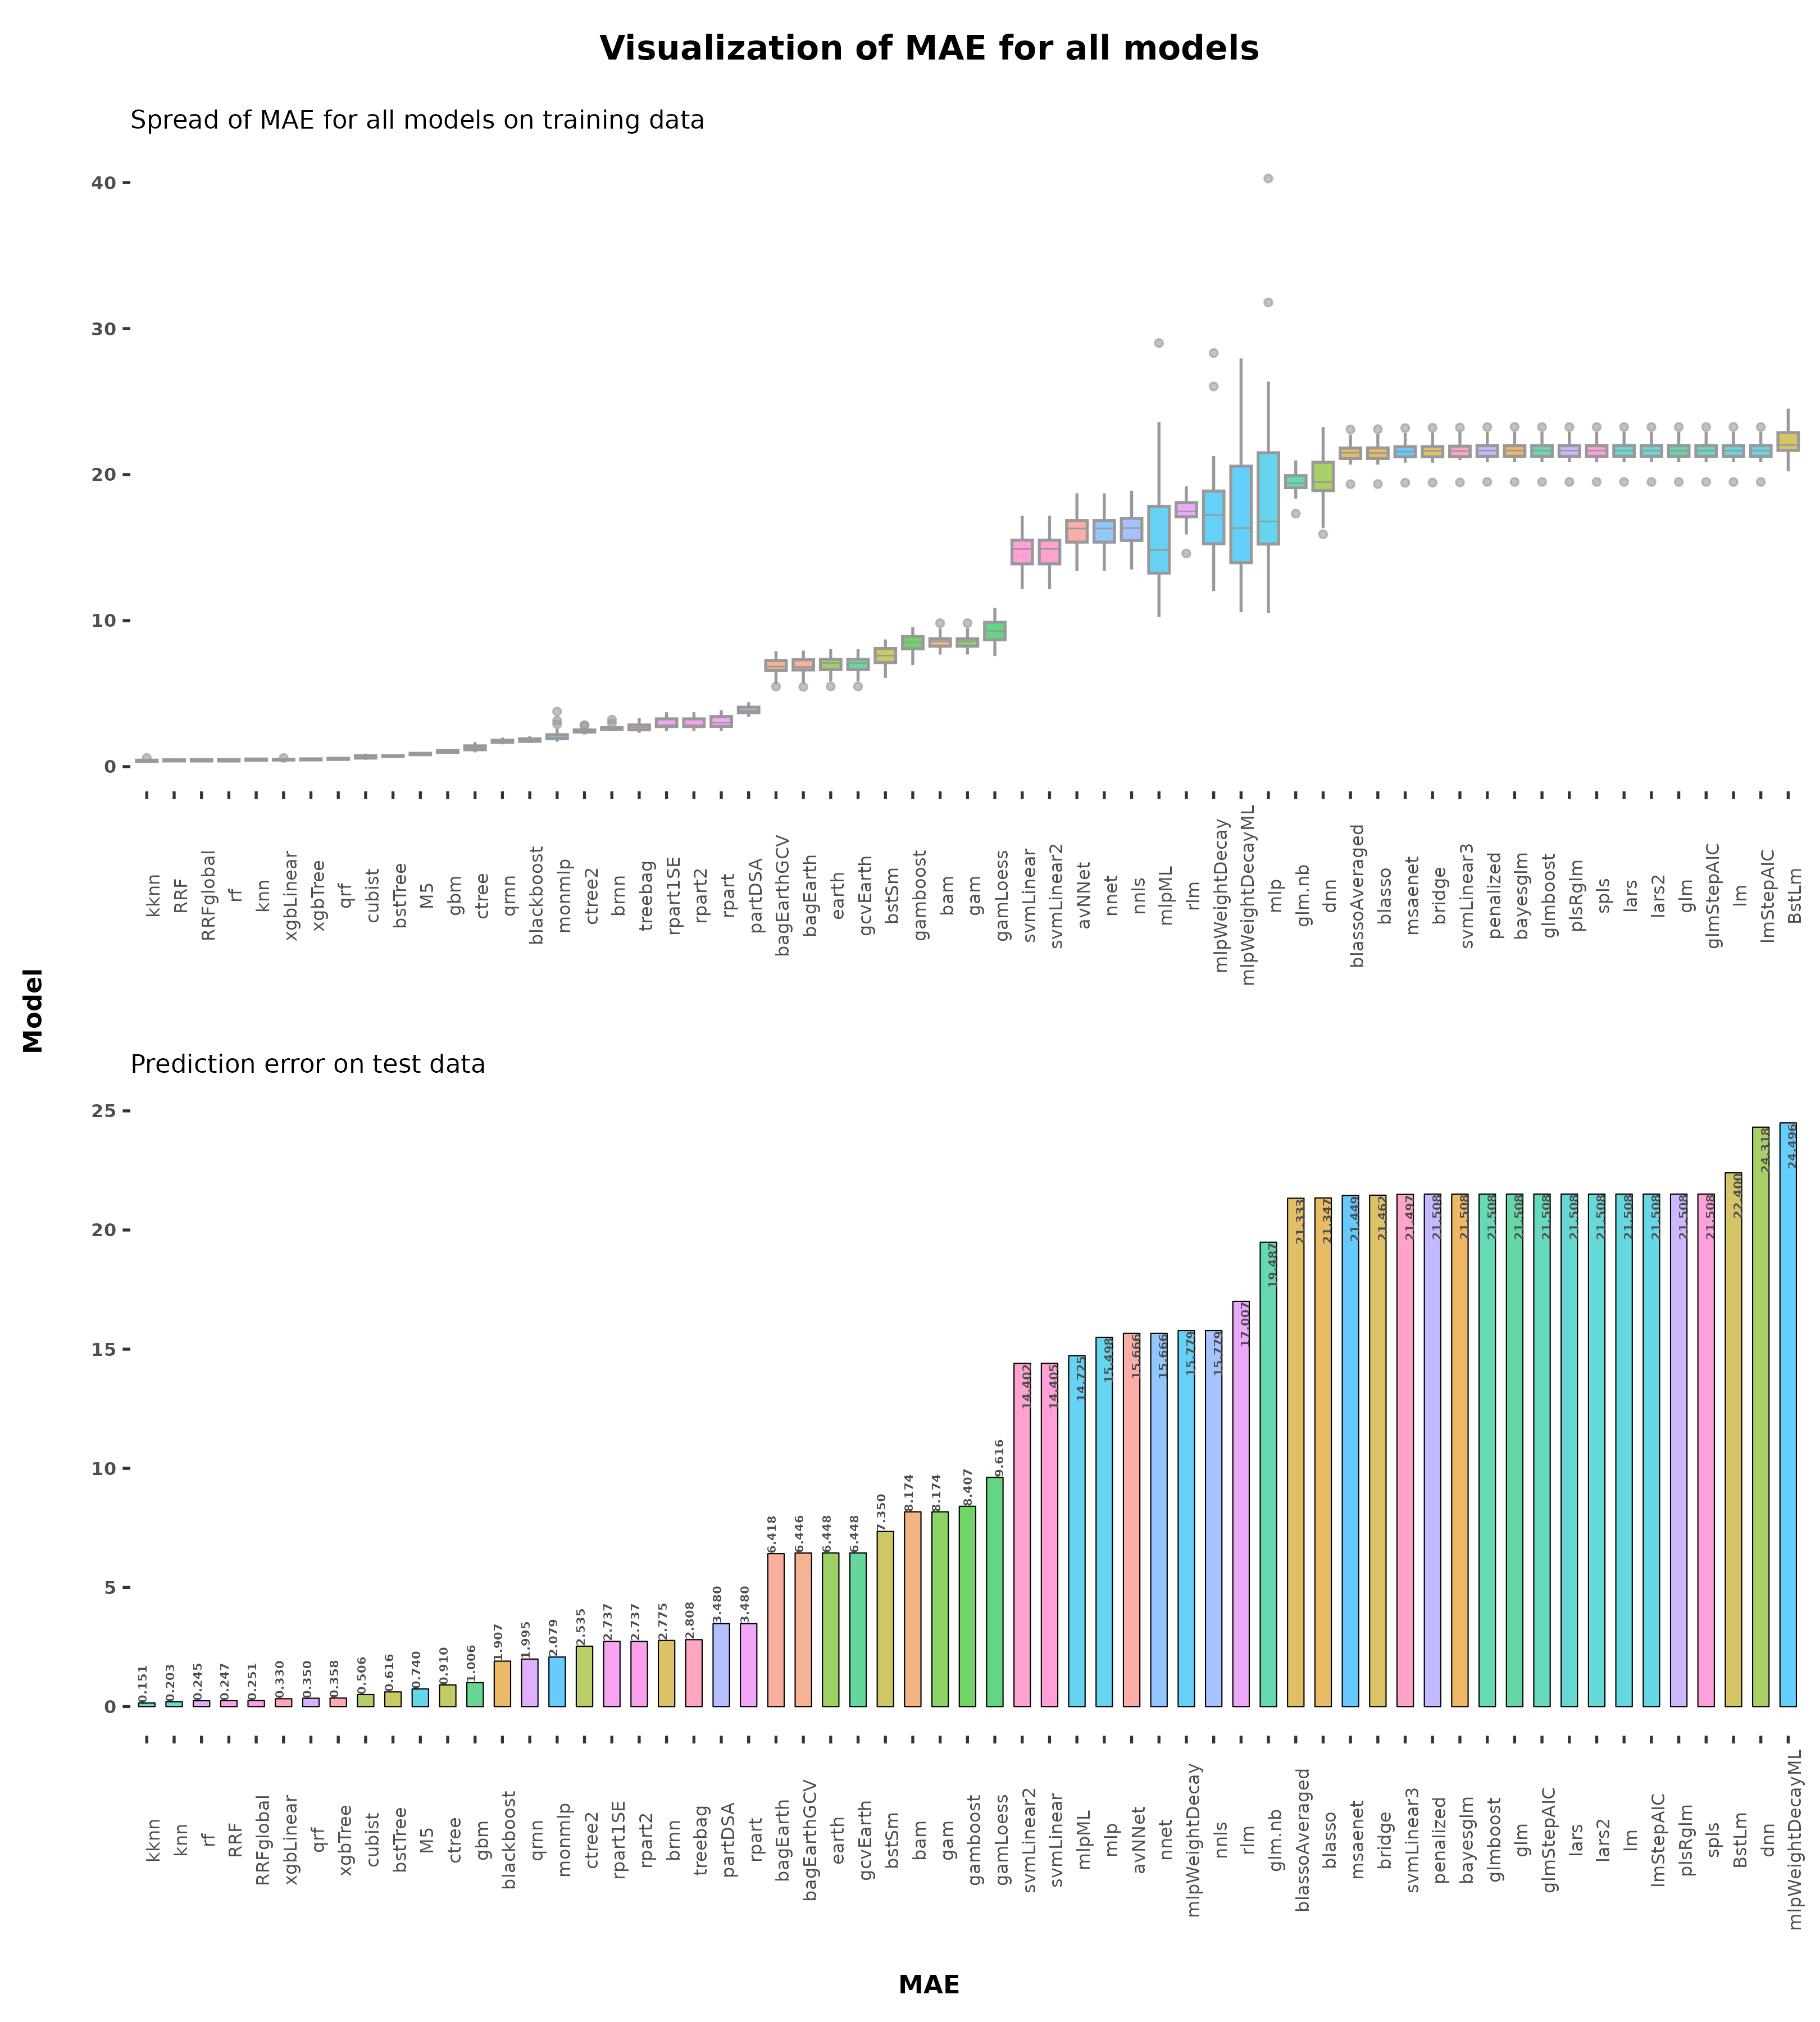 Visualization of MAE for all models
Spread of MAE for all models on training data
40
30
20
10
0
kknn
RRF
RRFglobal
rf
knn
xgbLinear
xgbTree
qrf
cubist
bstTree
M5
gbm
ctree
qrnn
blackboost
monmlp
ctree2
brnn
treebag
rpart1SE
rpart2
rpart
partDSA
bagEarthGCV
bagEarth
earth
gcvEarth
bstSm
gamboost
bam
gam
gamLoess
svmLinear
svmLinear2
avNNet
nnet
nnls
mlpML
rlm
mlpWeightDecay
mlpWeightDecayML
mlp
glm.nb
dnn
blassoAveraged
blasso
msaenet
bridge
svmLinear3
penalized
bayesglm
glmboost
plsRglm
spls
lars
lars2
glm
glmStepAIC
lm
lmStepAIC
BstLm
Model
Prediction error on test data
25
20
15
10
5
0
0.151
0.203
0.245
0.247
0.251
0.330
0.350
0.358
0.506
0.616
0.740
0.910
1.006
1.907
1.995
2.079
2.535
2.737
2.737
2.775
2.808
3.480
3.480
6.418
6.446
6.448
6.448
7.350
8.174
8.174
8.407
9.616
14.402
14.405
14.725
15.498
15.666
15.666
15.779
15.779
17.007
19.487
21.333
21.347
21.449
21.462
21.497
21.508
21.508
21.508
21.508
21.508
21.508
21.508
21.508
21.508
21.508
21.508
22.400
24.318
24.496
kknn
knn
rf
RRF
RRFglobal
xgbLinear
qrf
xgbTree
cubist
bstTree
M5
ctree
gbm
blackboost
qrnn
monmlp
ctree2
rpart1SE
rpart2
brnn
treebag
partDSA
rpart
bagEarth
bagEarthGCV
earth
gcvEarth
bstSm
bam
gam
gamboost
gamLoess
svmLinear2
svmLinear
mlpML
mlp
avNNet
nnet
mlpWeightDecay
nnls
rlm
glm.nb
blassoAveraged
blasso
msaenet
bridge
svmLinear3
penalized
bayesglm
glmboost
glm
glmStepAIC
lars
lars2
lm
lmStepAIC
plsRglm
spls
BstLm
dnn
mlpWeightDecayML
MAE